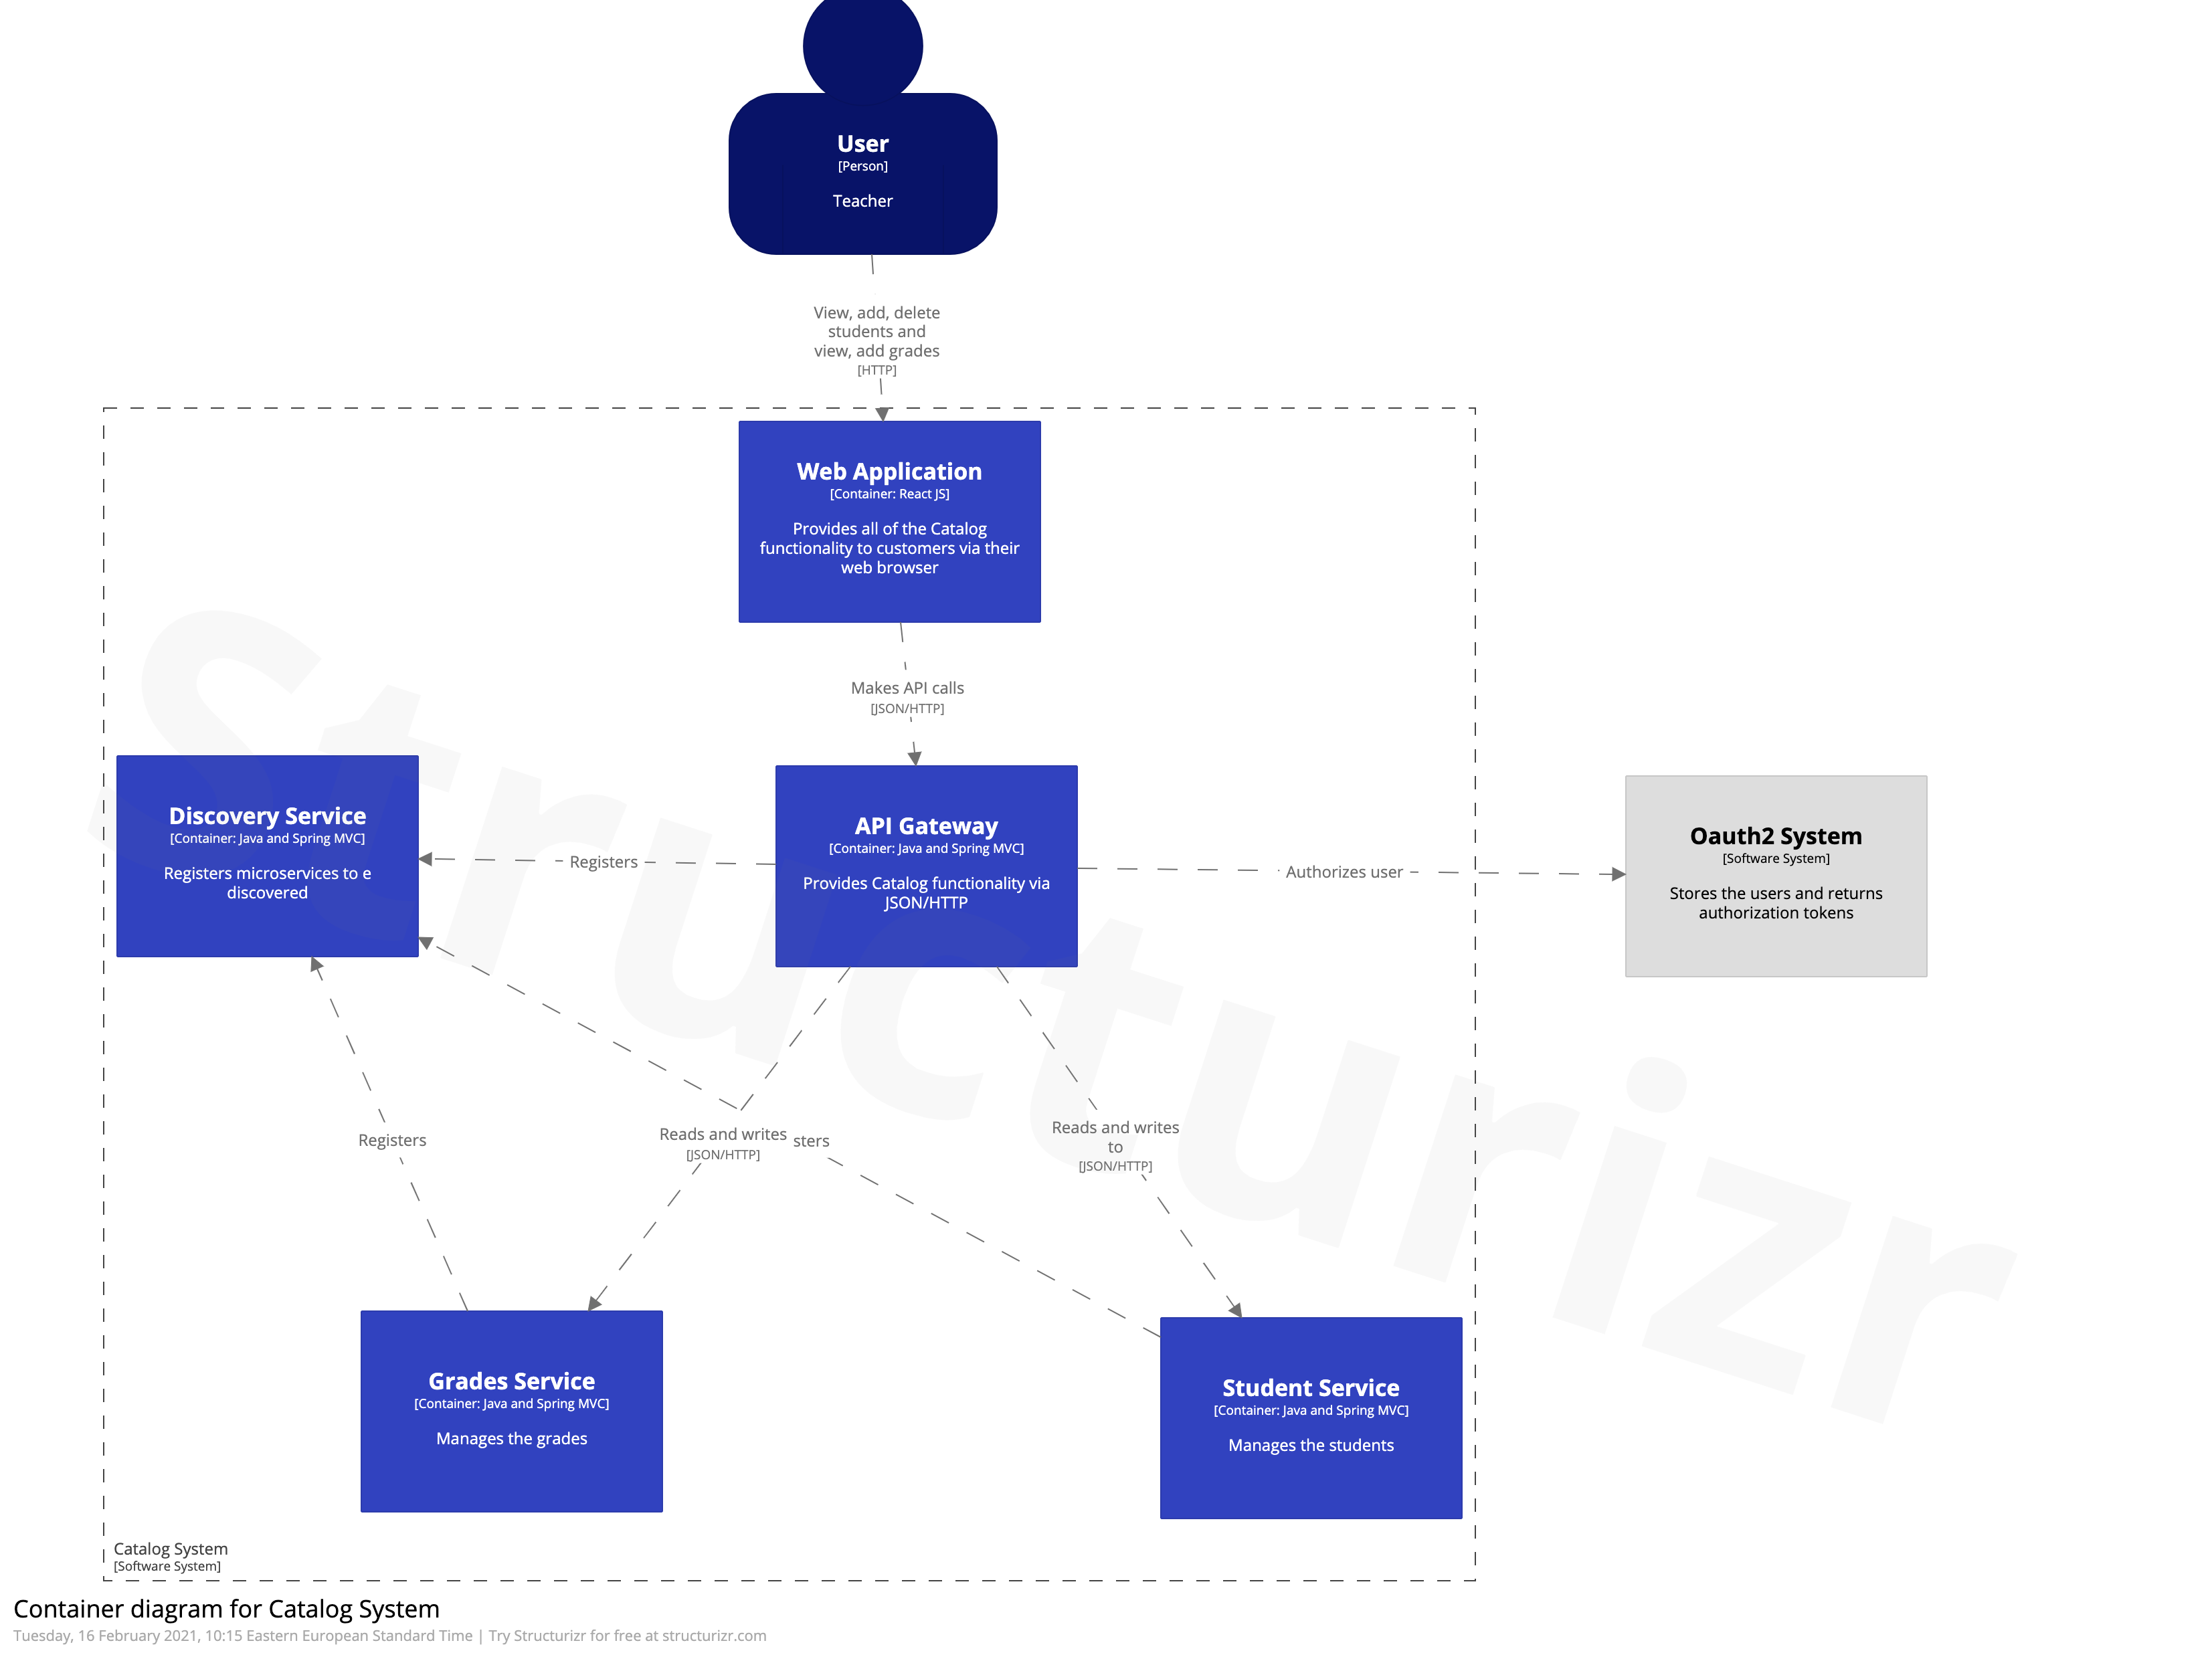 User
[Person]
Teacher
View, add, delete
students and
view, add grades
[HTTP]
Web Application
[Container: React JS]
Provides all of the Catalog
functionality to customers via their
web browser
Makes API calls
[JSON/HTTP]
Discovery Service
[Container: Java and Spring MVC]
Registers microservices to e
discovered
Registers
API Gateway
[Container: Java and Spring MVC]
Provides Catalog functionality via
JSON/HTTP
Authorizes user
Oauth2 System
[Software System]
Stores the users and returns
authorization tokens
Registers
Reads and writes
[JSON/HTTP]
sters
Reads and writes
to
[JSON/HTTP]
Grades Service
[Container: Java and Spring MVC]
Manages the grades
Student Service
[Container: Java and Spring MVC]
Manages the students
Catalog System
[Software System]
Container diagram for Catalog System
Tuesday, 16 February 2021, 10:15 Eastern European Standard Time | Try Structurizr for free at structurizr.com
Structurizr